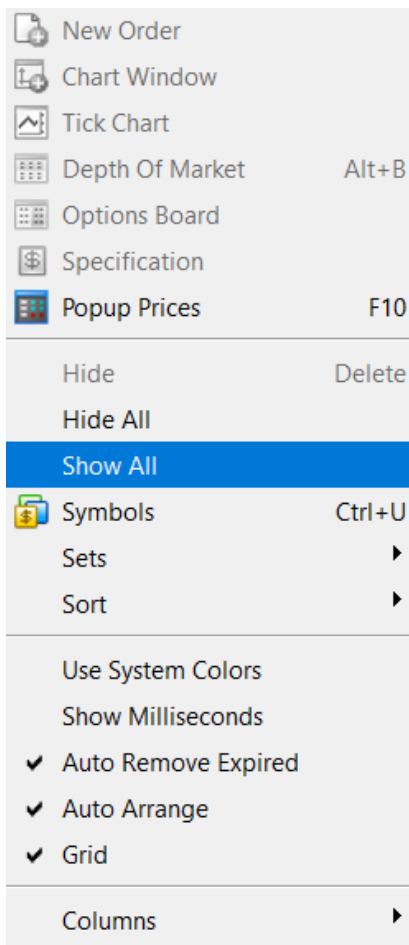 New Order
Chart Window
Tick Chart
Depth Of Market Alt+B
Options Board
Specification
Popup Prices F10
Hide Delete
Hide All
Show All
Symbols Ctrl+U
Sets
Sort
Use System Colors
Show Milliseconds
Auto Remove Expired
Auto Arrange
Grid
Columns